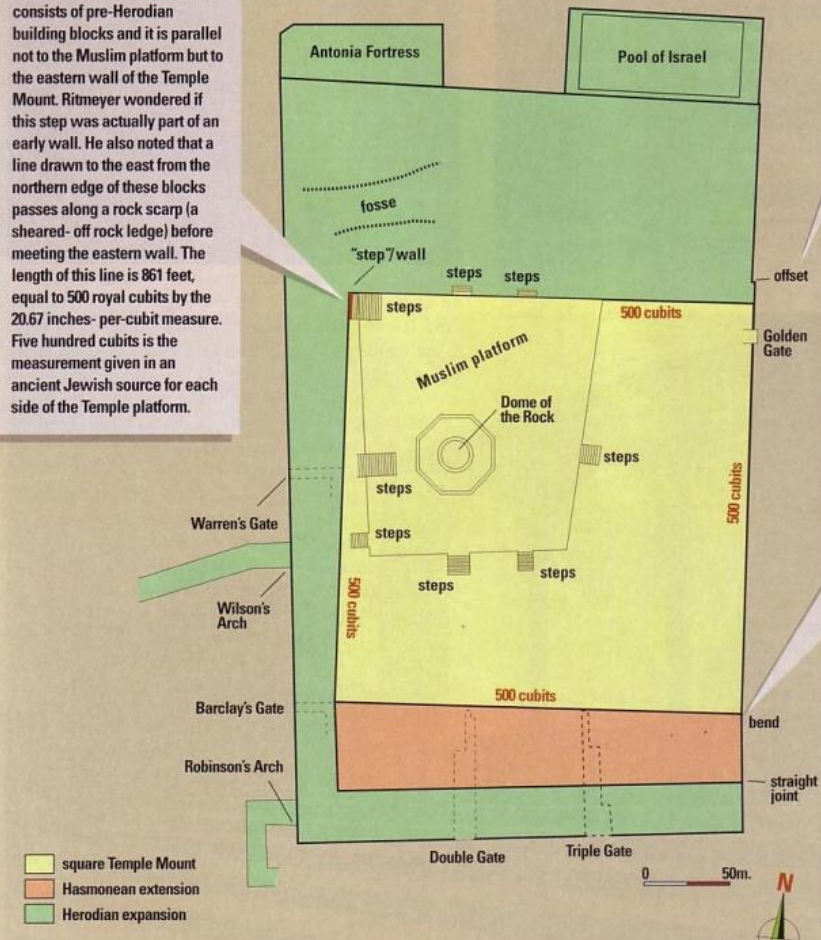 consists of pre-Herodian
building blocks and it is parallel
not to the Muslim platform but to
the eastern wall of the Temple
Mount. Ritmeyer wondered if
this step was actually part of an
early wall. He also noted that a
line drawn to the east from the
northern edge of these blocks
passes along a rock scarp (a
sheared- off rock ledge) before
meeting the eastern wall. The
length of this line is 861 feet,
equal to 500 royal cubits by the
20.67 inches- per-cubit measure.
Five hundred cubits is the
measurement given in an
ancient Jewish source for each
side of the Temple platform.
Antonia Fortress
Pool of Israel
fosse
"step"/wall
steps
steps
steps
offset
500 cubits
Golden
Gate
Muslim platform
Dome of
the Rock
steps
steps
500 cubits
Warren's Gate
steps
steps
steps
Wilson's
Arch
500 cubits
500 cubits
Barclay's Gate
bend
Robinson's Arch
straight
joint
Double Gate
Triple Gate
square Temple Mount
Hasmonean extension
Herodian expansion
0 50m.
N